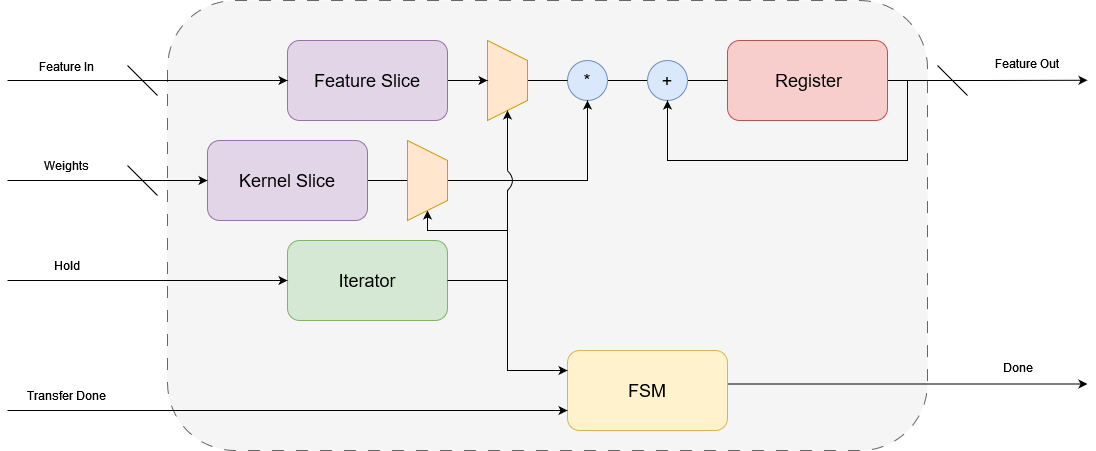 Feature In
Feature Slice
*
+
Register
Feature Out
Weights
Kernel Slice
Hold
Iterator
Transfer Done
FSM
Done